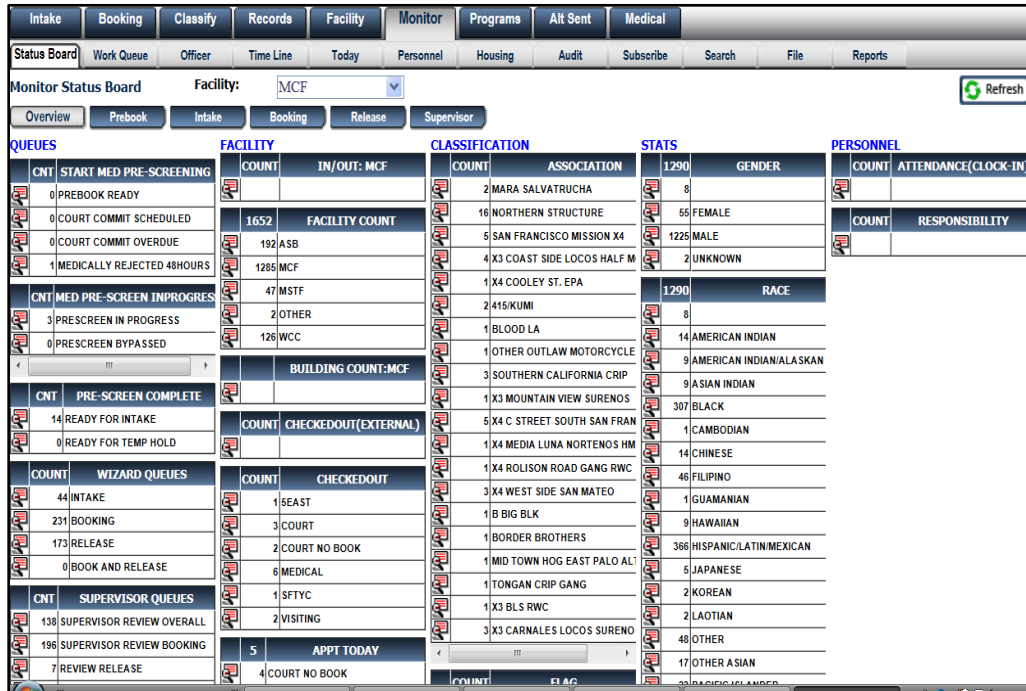 Intake Booking Classify Records Facility Monitor Programs Alt Sent Medical
Status Board Work Queue Officer Time Line Today Personnel Housing Audit Subscribe Search File Reports
Monitor Status Board Facility: MCF Refresh
Overview Prebook Intake Booking Release Supervisor
QUEUES
CNT START MED PRE-SCREENING
0 PREBOOK READY
0 COURT COMMIT SCHEDULED
0 COURT COMMIT OVERDUE
1 MEDICALLY REJECTED 48HOURS
CNT MED PRE-SCREEN INPROGRES
3 PRESCREEN IN PROGRESS
0 PRESCREEN BYPASSED
CNT PRE-SCREEN COMPLETE
14 READY FOR INTAKE
0 READY FOR TEMP HOLD
COUNT WIZARD QUEUES
44 INTAKE
231 BOOKING
173 RELEASE
0 BOOK AND RELEASE
CNT SUPERVISOR QUEUES
138 SUPERVISOR REVIEW OVERALL
196 SUPERVISOR REVIEW BOOKING
7 REVIEW RELEASE
FACILITY
COUNT IN/OUT: MCF
1652 FACILITY COUNT
192 ASB
1285 MCF
47 MSTF
2 OTHER
126 WCC
BUILDING COUNT:MCF
COUNT CHECKEDOUT(EXTERNAL)
COUNT CHECKEDOUT
1 5EAST
3 COURT
2 COURT NO BOOK
6 MEDICAL
1 SFTYC
2 VISITING
5 APPT TODAY
4 COURT NO BOOK
CLASSIFICATION
COUNT ASSOCIATION
2 MARA SALVATRUCHA
16 NORTHERN STRUCTURE
5 SAN FRANCISCO MISSION X4
4 X3 COAST SIDE LOCOS HALF M
1 X4 COOLEY ST. EPA
2 415/KUMI
1 BLOOD LA
1 OTHER OUTLAW MOTORCYCLE
3 SOUTHERN CALIFORNIA CRIP
1 X3 MOUNTAIN VIEW SURENOS
5 X4 C STREET SOUTH SAN FRAN
1 X4 MEDIA LUNA NORTENOS HM
1 X4 ROLISON ROAD GANG RWC
3 X4 WEST SIDE SAN MATEO
1 B BIG BLK
1 BORDER BROTHERS
1 MID TOWN HOG EAST PALO ALT
1 TONGAN CRIP GANG
1 X3 BLS RWC
3 X3 CARNALES LOCOS SURENO
COUNT FLAG
STATS
1290 GENDER
8
55 FEMALE
1225 MALE
2 UNKNOWN
1290 RACE
8
14 AMERICAN INDIAN
9 AMERICAN INDIAN/ALASKAN
9 ASIAN INDIAN
307 BLACK
1 CAMBODIAN
14 CHINESE
46 FILIPINO
1 GUAMANIAN
9 HAWAIIAN
366 HISPANIC/LATIN/MEXICAN
5 JAPANESE
2 KOREAN
2 LAOTIAN
48 OTHER
17 OTHER ASIAN
PACIFIC ISLANDER
PERSONNEL
COUNT ATTENDANCE(CLOCK-IN)
COUNT RESPONSIBILITY